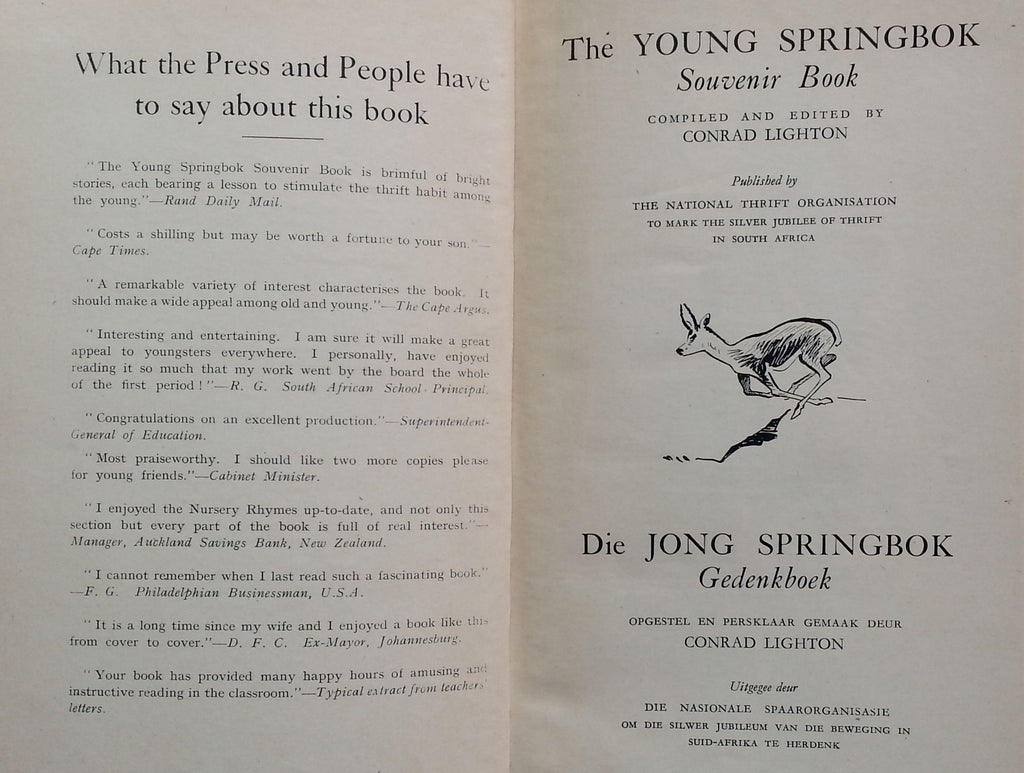 What the Press and People have
to say about this book
"The Young Springbok Souvenir Book is brimful of bright
stories, each bearing a lesson to stimulate the thrift habit among
the young."—Rand Daily Mail.
"Costs a shilling but may be worth a fortune to your son."—
Cape Times.
"A remarkable variety of interest characterises the book. It
should make a wide appeal among old and young."—The Cape Argus.
"Interesting and entertaining. I am sure it will make a great
appeal to youngsters everywhere. I personally, have enjoyed
reading it so much that my work went by the board the whole
of the first period!"—R. G. South African School Principal.
"Congratulations on an excellent production."—Superintendent-
General of Education.
"Most praiseworthy. I should like two more copies please
for young friends."—Cabinet Minister.
"I enjoyed the Nursery Rhymes up-to-date, and not only this
section but every part of the book is full of real interest."—
Manager, Auckland Savings Bank, New Zealand.
"I cannot remember when I last read such a fascinating book."
—F. G. Philadelphian Businessman, U.S.A.
"It is a long time since my wife and I enjoyed a book like this
from cover to cover."—D. F. C. Ex-Mayor, Johannesburg.
"Your book has provided many happy hours of amusing and
instructive reading in the classroom."—Typical extract from teachers'
letters.
The YOUNG SPRINGBOK
Souvenir Book
COMPILED AND EDITED BY
CONRAD LIGHTON
Published by
THE NATIONAL THRIFT ORGANISATION
TO MARK THE SILVER JUBILEE OF THRIFT
IN SOUTH AFRICA
Die JONG SPRINGBOK
Gedenkboek
OPGESTEL EN PERSKLAAR GEMAAK DEUR
CONRAD LIGHTON
Uitgegee deur
DIE NASIONALE SPAARORGANISASIE
OM DIE SILWER JUBILEUM VAN DIE BEWEGING IN
SUID-AFRIKA TE HERDENK